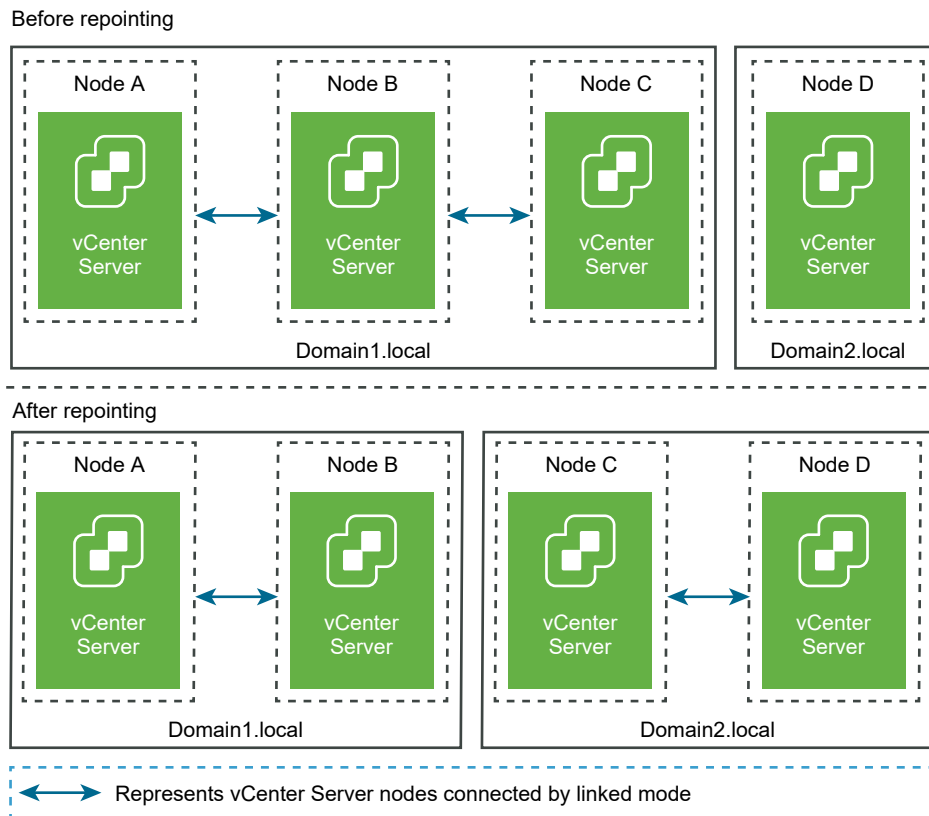 Before repointing
Node A
Node B
Node C
Node D
vCenter
Server
vCenter
Server
vCenter
Server
vCenter
Server
Domain1.local
Domain2.local
After repointing
Node A
Node B
Node C
Node D
vCenter
Server
vCenter
Server
vCenter
Server
vCenter
Server
Domain1.local
Domain2.local
Represents vCenter Server nodes connected by linked mode